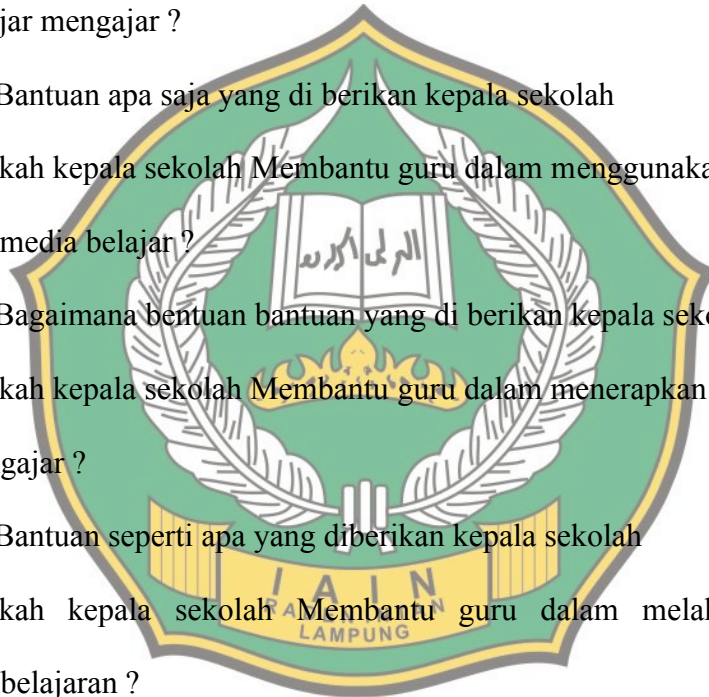 jar mengajar ?
Bantuan apa saja yang di berikan kepala sekolah
kah kepala sekolah Membantu guru dalam menggunaka
media belajar ?
Bagaimana bentuan bantuan yang di berikan kepala seko
kah kepala sekolah Membantu guru dalam menerapkan
gajar ?
Bantuan seperti apa yang diberikan kepala sekolah
I A I N
kah kepala sekolah Membantu guru dalam mela
LAMPUNG
belajaran ?